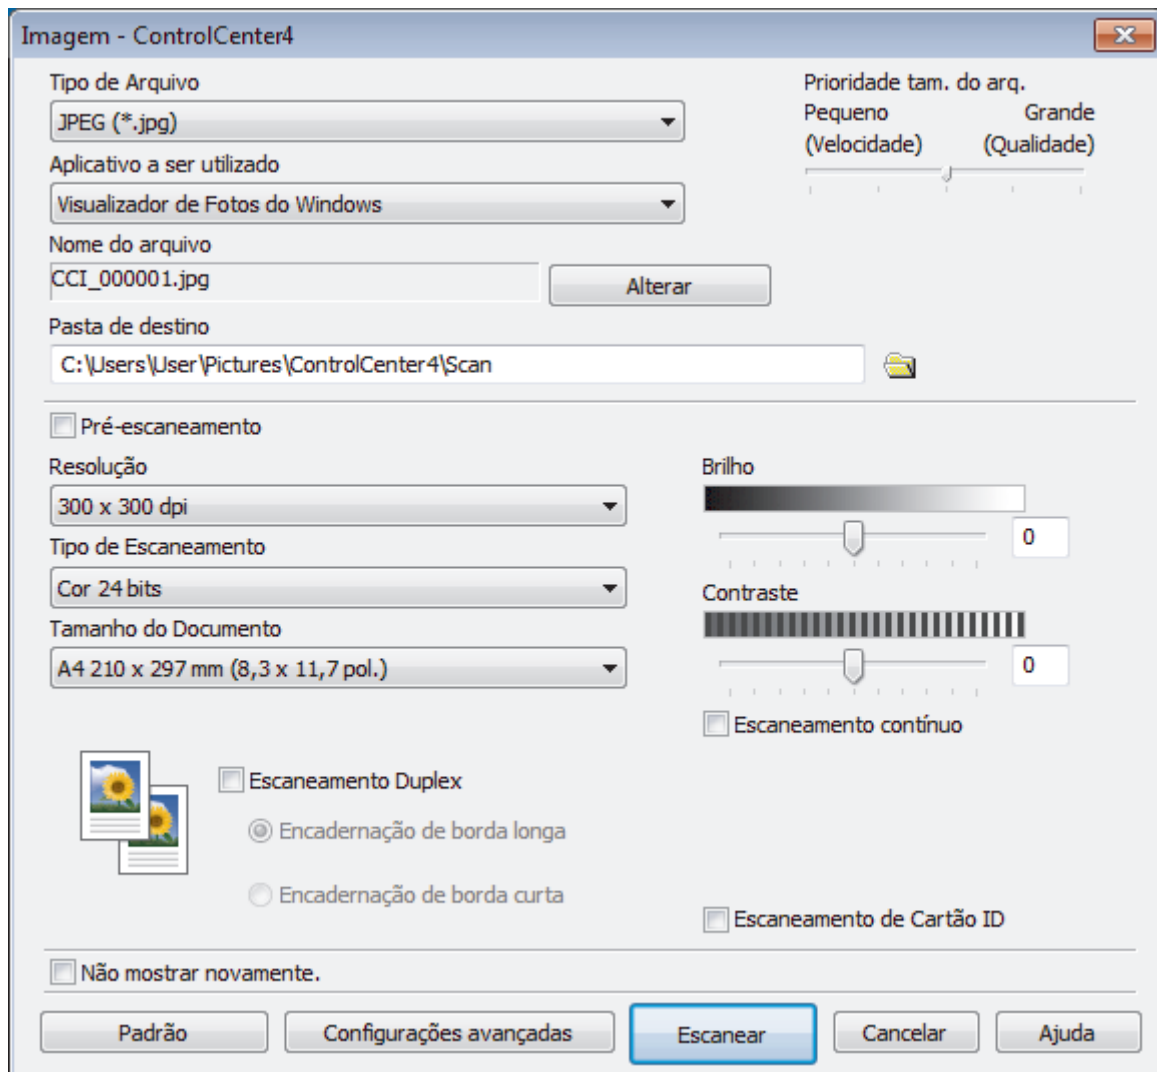 Imagem - ControlCenter4
Tipo de Arquivo
JPEG (*.jpg)
Prioridade tam. do arq.
Pequeno Grande
(Velocidade) (Qualidade)
Aplicativo a ser utilizado
Visualizador de Fotos do Windows
Nome do arquivo
CCI_000001.jpg
Alterar
Pasta de destino
C:\Users\User\Pictures\ControlCenter4\Scan
Pré-escaneamento
Resolução
300 x 300 dpi
Tipo de Escaneamento
Cor 24 bits
Tamanho do Documento
A4 210 x 297 mm (8,3 x 11,7 pol.)
Brilho
0
Contraste
0
Escaneamento contínuo
Escaneamento Duplex
Encadernação de borda longa
Encadernação de borda curta
Escaneamento de Cartão ID
Não mostrar novamente.
Padrão Configurações avançadas Escanear Cancelar Ajuda